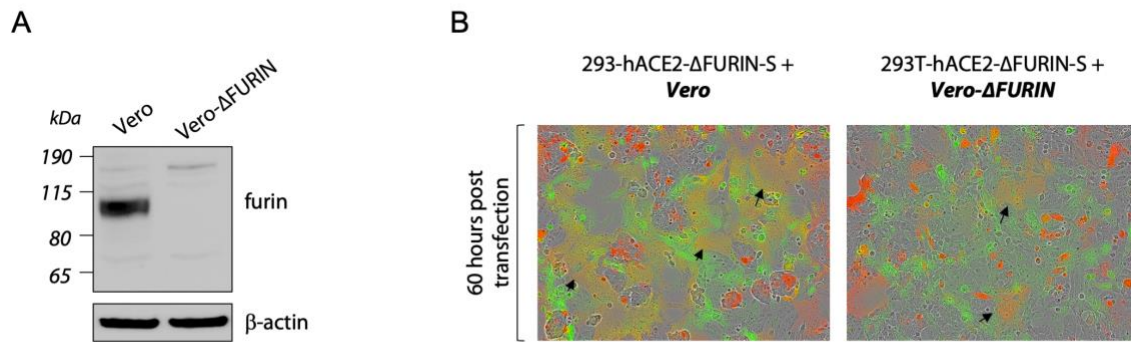 A
kDa
Vero
Vero-ΔFURIN
190
115
80
65
furin
β-actin
B
293-hACE2-ΔFURIN-S +
Vero
293T-hACE2-ΔFURIN-S +
Vero-ΔFURIN
60 hours post
transfection